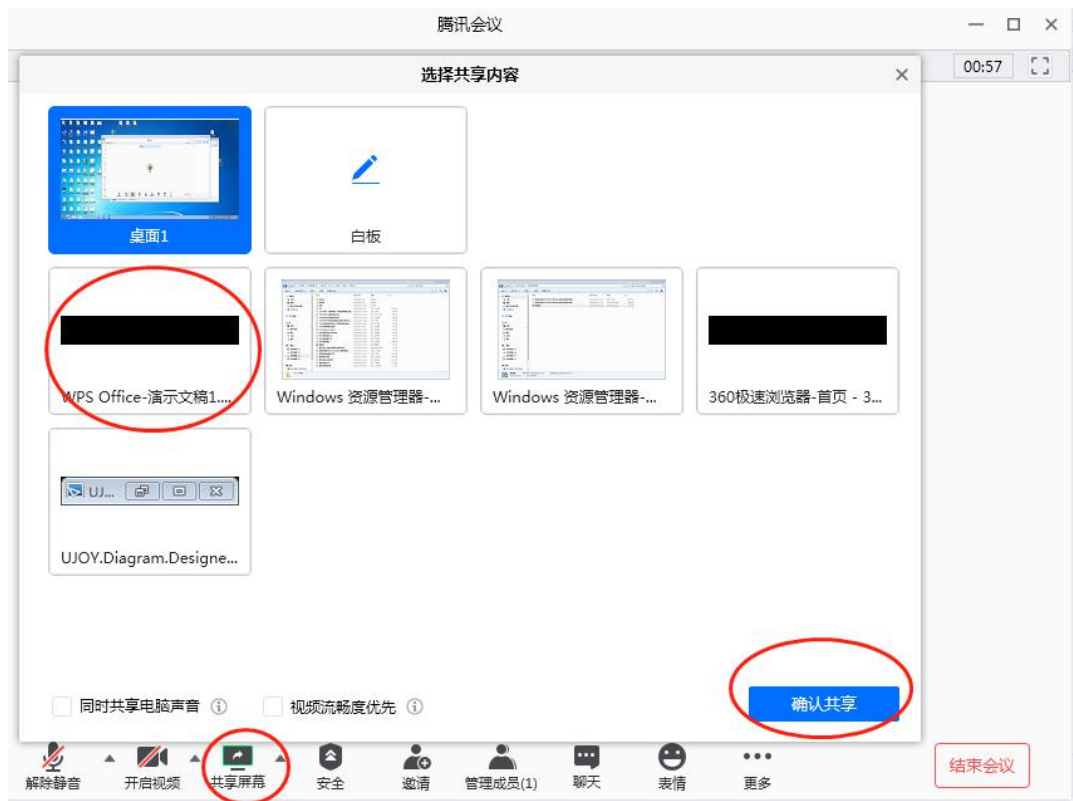 腾讯会议
选择共享内容
00:57
桌面1
白板
WPS Office-演示文稿1....
Windows 资源管理器-...
Windows 资源管理器-...
360极速浏览器-首页 - 3...
UJ...
UJOY.Diagram.Designe...
同时共享电脑声音
视频流畅度优先
确认共享
解除静音
开启视频
共享屏幕
安全
邀请
管理成员(1)
聊天
表情
更多
结束会议